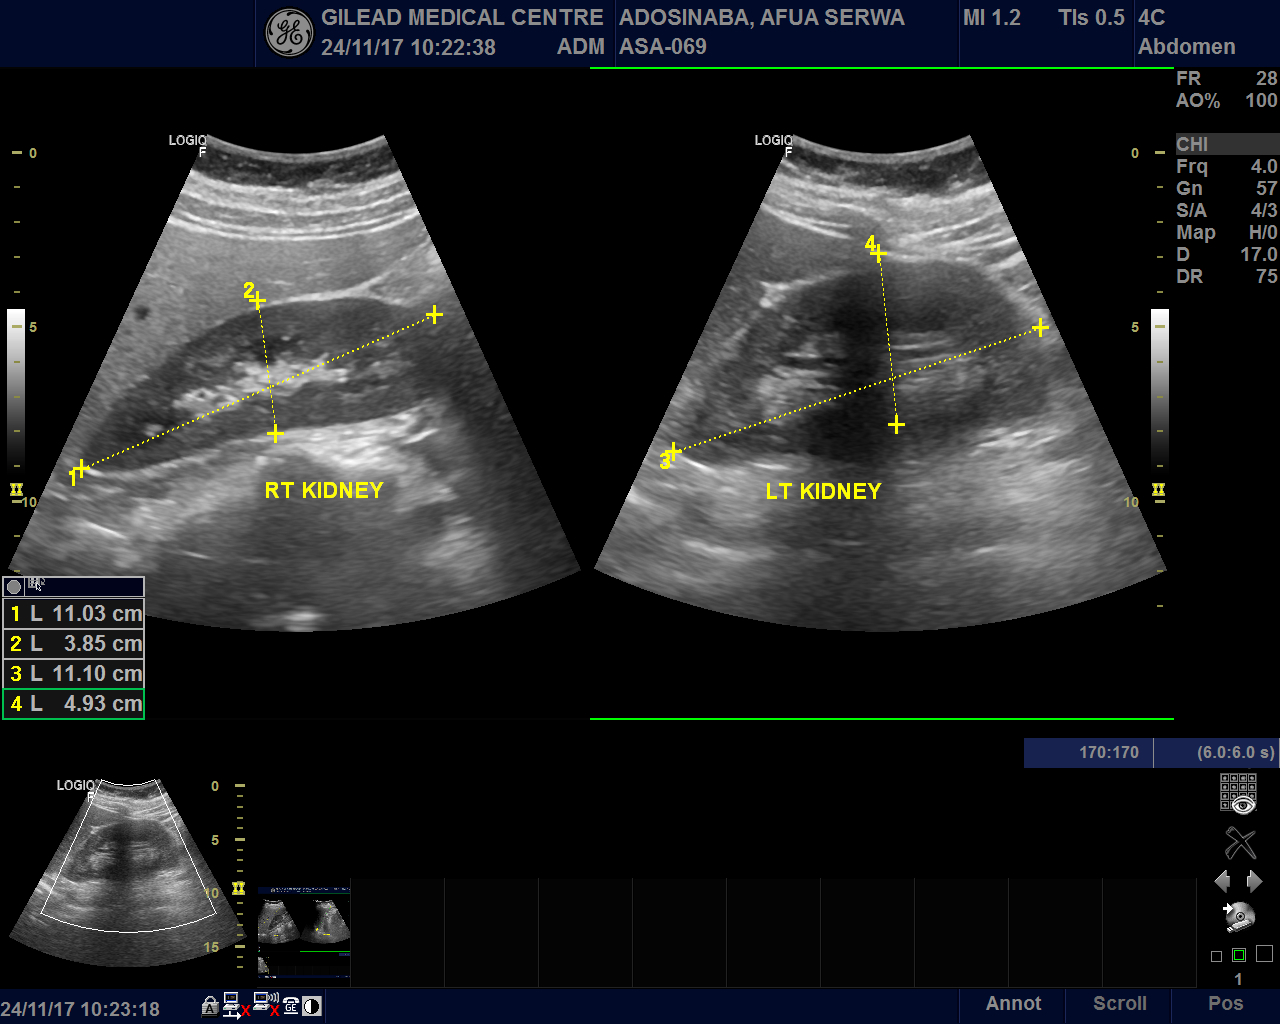 GILEAD MEDICAL CENTRE
24/11/17 10:22:38 ADM
ADOSINABA, AFUA SERWA
ASA-069
MI 1.2 TIs 0.5
4C
Abdomen
FR 28
AO% 100
CHI
Frq 4.0
Gn 57
S/A 4/3
Map H/0
D 17.0
DR 75
LOGIQ
F
0
5
10
1
2
RT KIDNEY
LOGIQ
F
0
5
10
3
4
LT KIDNEY
1 L 11.03 cm
2 L 3.85 cm
3 L 11.10 cm
4 L 4.93 cm
170:170 (6.0:6.0 s)
LOGIQ
F
0
5
10
15
1
24/11/17 10:23:18
A
GE
Annot Scroll Pos